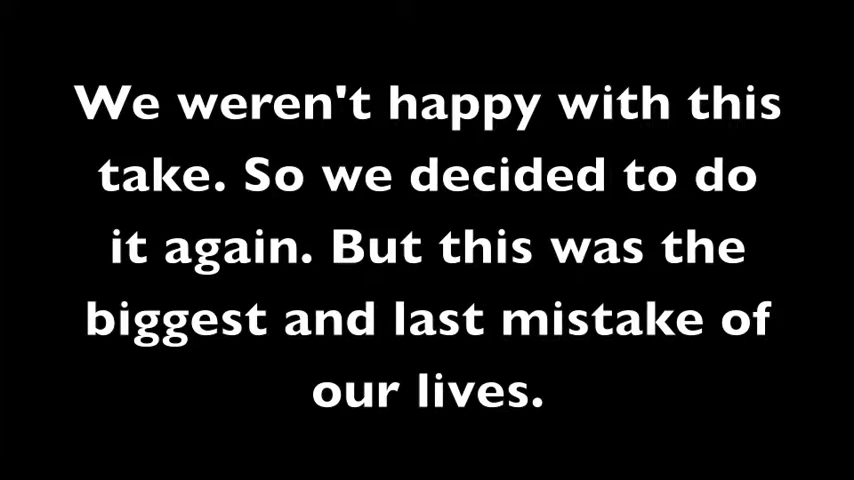 We weren't happy with this
take. So we decided to do
it again. But this was the
biggest and last mistake of
our lives.